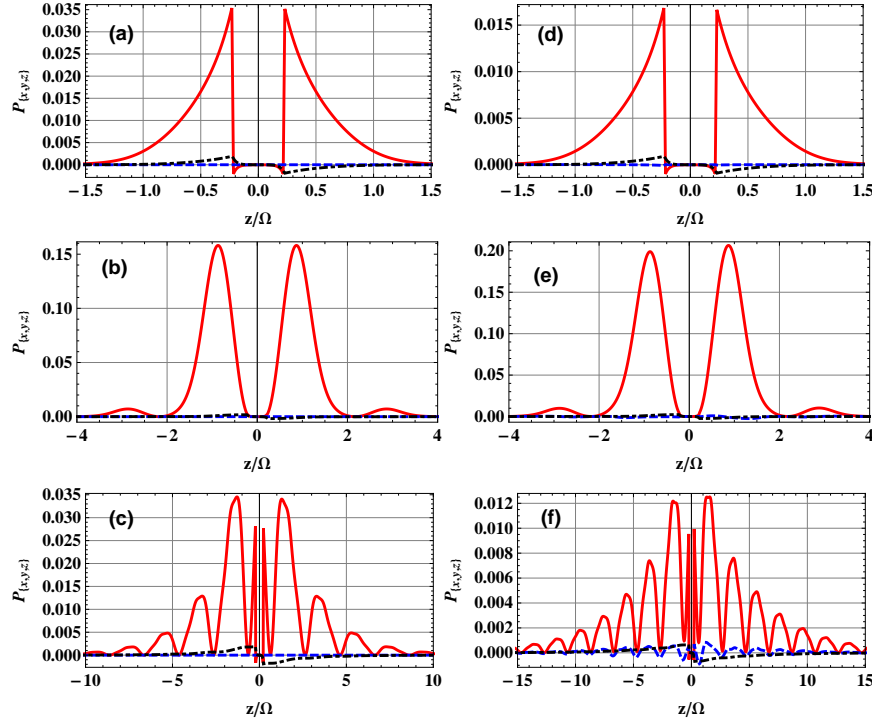 (a)
P{x,y,z}
0.035
0.030
0.025
0.020
0.015
0.010
0.005
0.000
−1.5 −1.0 −0.5 0.0 0.5 1.0 1.5
z/Ω
(d)
P{x,y,z}
0.015
0.010
0.005
0.000
−1.5 −1.0 −0.5 0.0 0.5 1.0 1.5
z/Ω
(b)
P{x,y,z}
0.15
0.10
0.05
0.00
−4 −2 0 2 4
z/Ω
(e)
P{x,y,z}
0.20
0.15
0.10
0.05
0.00
−4 −2 0 2 4
z/Ω
(c)
P{x,y,z}
0.035
0.030
0.025
0.020
0.015
0.010
0.005
0.000
−10 −5 0 5 10
z/Ω
(f)
P{x,y,z}
0.012
0.010
0.008
0.006
0.004
0.002
0.000
−15 −10 −5 0 5 10 15
z/Ω